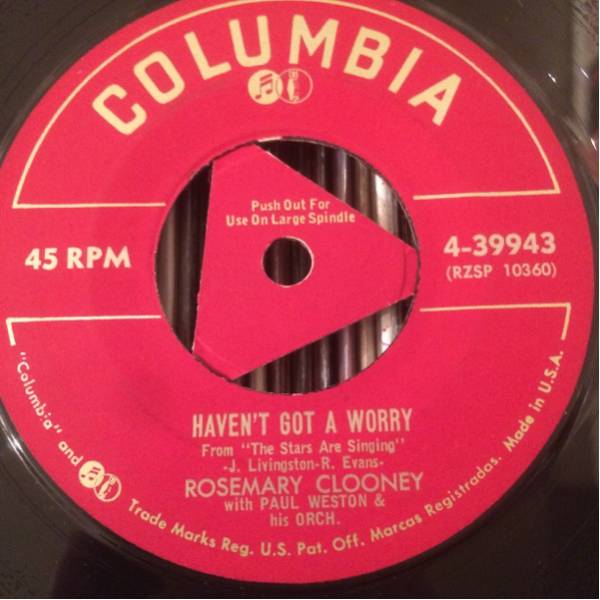 COLUMBIA
Push Out For
Use On Large Spindle
45 RPM
4-39943
(RZSP 10360)
HAVEN'T GOT A WORRY
From "The Stars Are Singing"
-J. Livingston-R. Evans-
ROSEMARY CLOONEY
with PAUL WESTON &
his ORCH.
"Columbia" and Trade Marks Reg. U.S. Pat. Off. Marcas Registradas. Made in U.S.A.